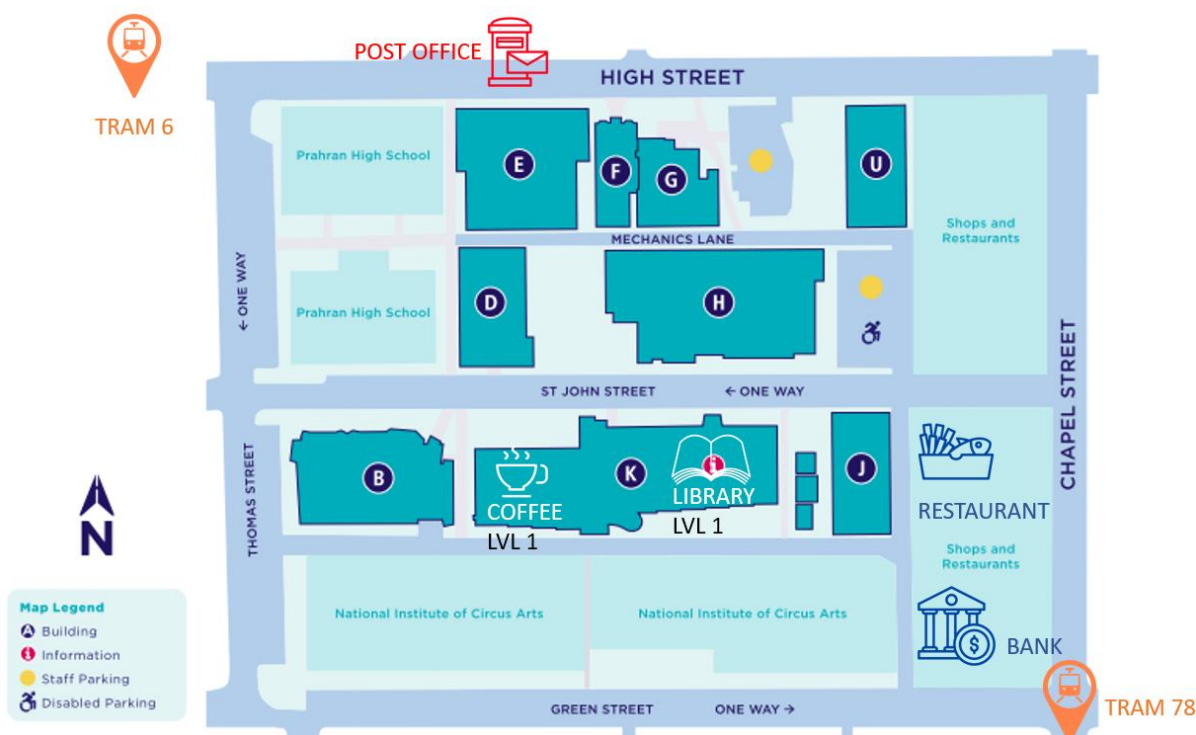 POST OFFICE
HIGH STREET
TRAM 6
Prahran High School
E
F
G
U
Shops and
Restaurants
MECHANICS LANE
← ONE WAY
Prahran High School
D
H
CHAPEL STREET
ST JOHN STREET
← ONE WAY
THOMAS STREET
B
K
i
J
COFFEE
LVL 1
LIBRARY
LVL 1
RESTAURANT
N
Shops and
Restaurants
National Institute of Circus Arts
National Institute of Circus Arts
$
BANK
Map Legend
A Building
i Information
Staff Parking
Disabled Parking
GREEN STREET
ONE WAY →
TRAM 78